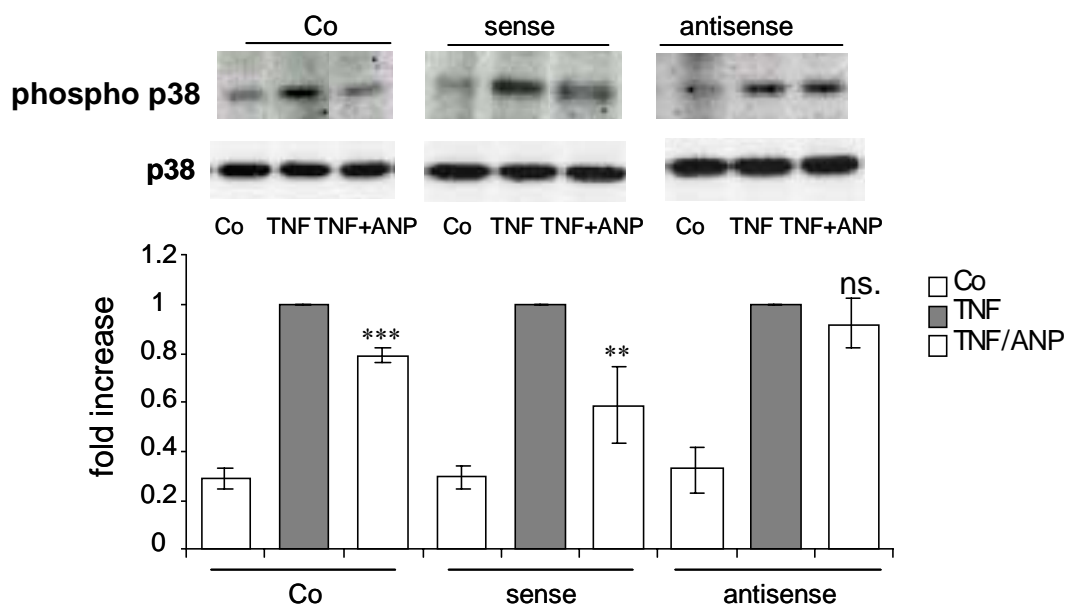 Co sense antisense
phospho p38
p38
Co TNF TNF+ANP Co TNF TNF+ANP Co TNF TNF+ANP
fold increase
1.2
1
0.8
0.6
0.4
0.2
0
***
**
ns.
Co
TNF
TNF/ANP
Co sense antisense